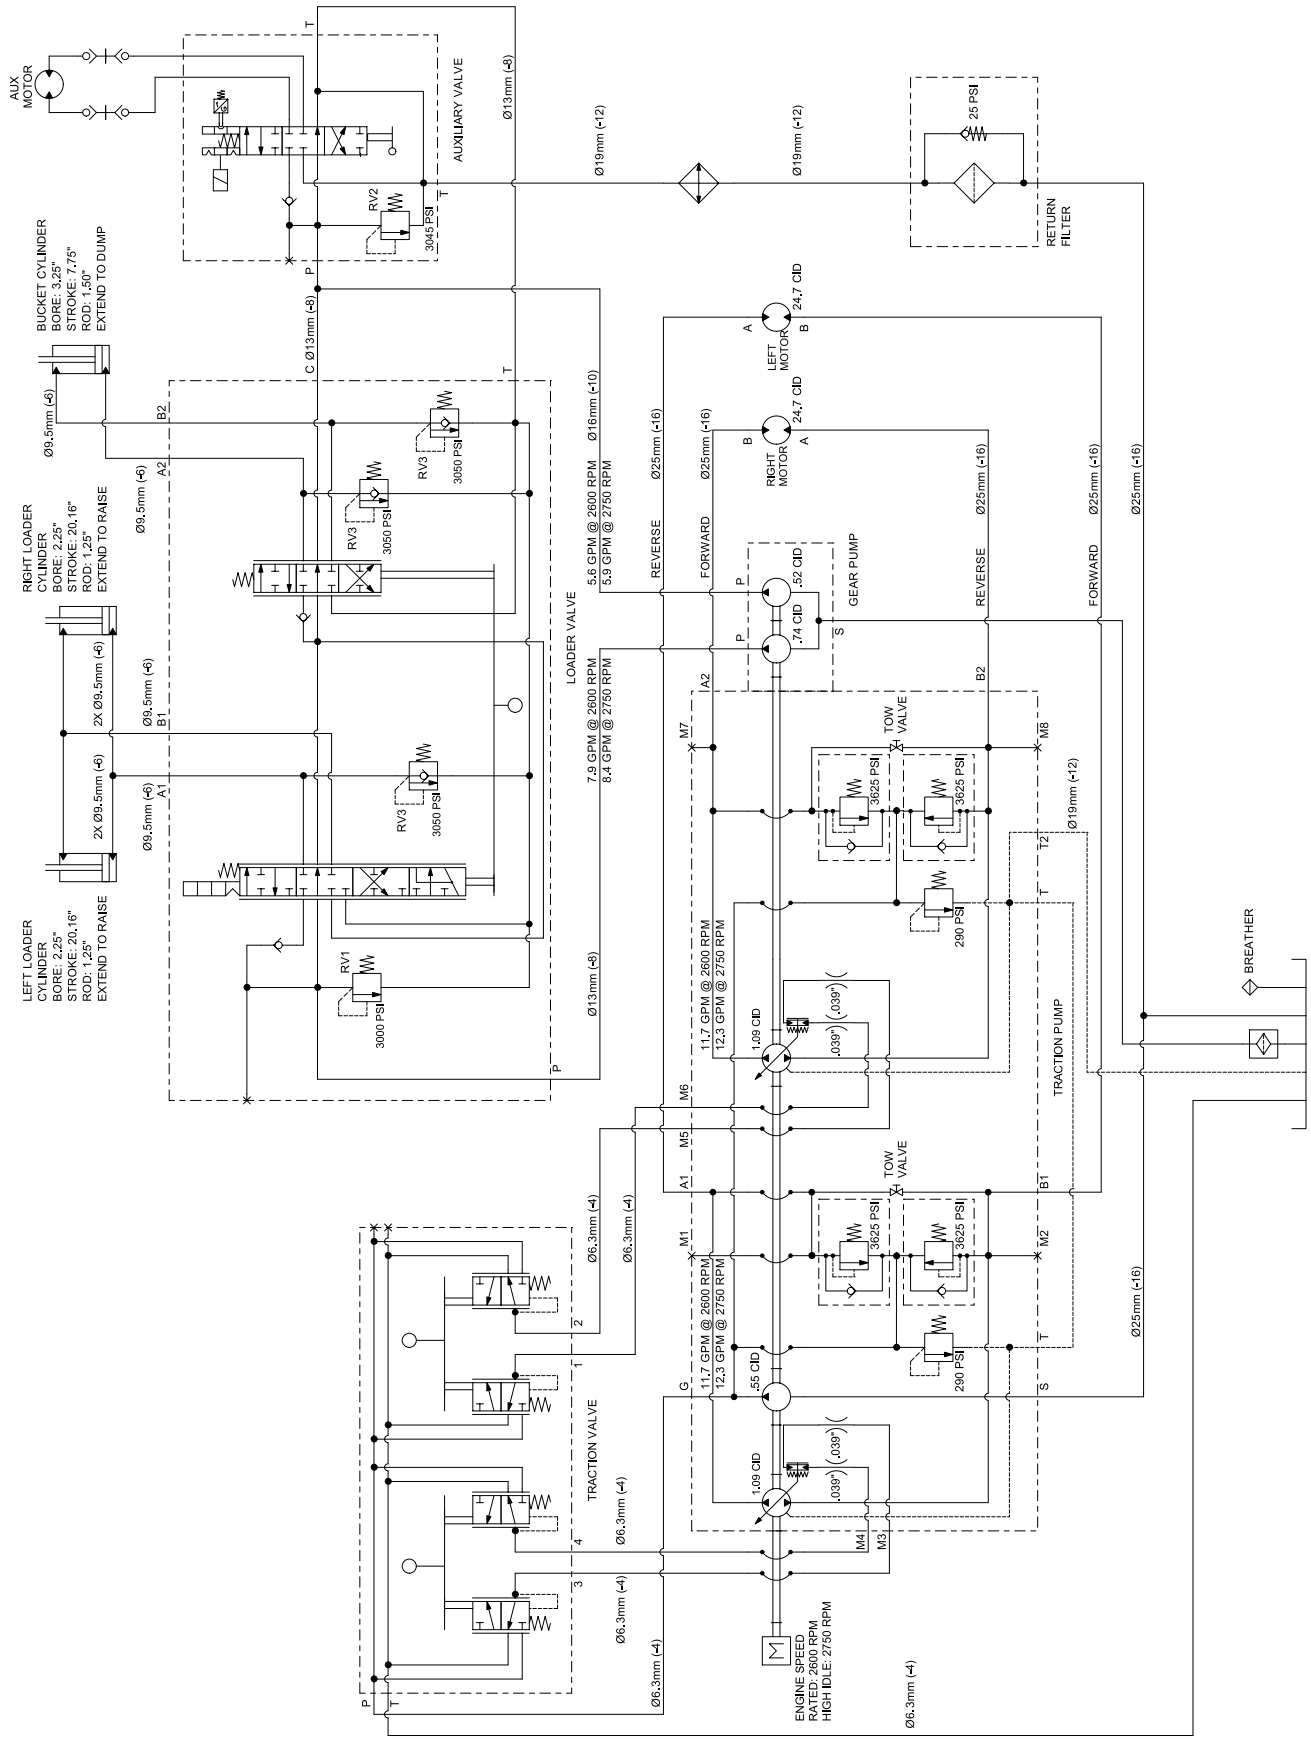 AUX
MOTOR
T
Ø13mm (-8)
AUXILIARY VALVE
RV2
3045 PSI
T
P
Ø19mm (-12)
Ø19mm (-12)
25 PSI
RETURN
FILTER
BUCKET CYLINDER
BORE: 3.25"
STROKE: 7.75"
ROD: 1.50"
EXTEND TO DUMP
Ø9.5mm (-6)
B2
A2
Ø9.5mm (-6)
C
Ø13mm (-8)
T
RV3
3050 PSI
RV3
3050 PSI
RIGHT LOADER
CYLINDER
BORE: 2.25"
STROKE: 20.16"
ROD: 1.25"
EXTEND TO RAISE
2X Ø9.5mm (-6)
2X Ø9.5mm (-6)
Ø9.5mm (-6)
B1
Ø9.5mm (-6)
A1
LOADER VALVE
RV3
3050 PSI
LEFT LOADER
CYLINDER
BORE: 2.25"
STROKE: 20.16"
ROD: 1.25"
EXTEND TO RAISE
RV1
3000 PSI
P
Ø13mm (-8)
Ø16mm (-10)
5.6 GPM @ 2600 RPM
5.9 GPM @ 2750 RPM
7.9 GPM @ 2600 RPM
8.4 GPM @ 2750 RPM
REVERSE
Ø25mm (-16)
FORWARD
Ø25mm (-16)
A
LEFT
MOTOR
B
24.7 CID
B
RIGHT
MOTOR
A
24.7 CID
Ø25mm (-16)
Ø25mm (-16)
Ø25mm (-16)
REVERSE
FORWARD
P
P
.52 CID
.74 CID
S
GEAR PUMP
A2
B2
M7
M8
TOW
VALVE
3625 PSI
3625 PSI
290 PSI
T2
T
Ø19mm (-12)
11.7 GPM @ 2600 RPM
12.3 GPM @ 2750 RPM
1.09 CID
.039"
.039"
M6
M5
TRACTION PUMP
BREATHER
A1
B1
M1
M2
TOW
VALVE
3625 PSI
3625 PSI
290 PSI
T
11.7 GPM @ 2600 RPM
12.3 GPM @ 2750 RPM
G
.55 CID
S
Ø25mm (-16)
1.09 CID
.039"
.039"
M4
M3
Ø6.3mm (-4)
Ø6.3mm (-4)
2
1
TRACTION VALVE
4
3
Ø6.3mm (-4)
Ø6.3mm (-4)
P
T
Ø6.3mm (-4)
M
ENGINE SPEED
RATED: 2600 RPM
HIGH IDLE: 2750 RPM
Ø6.3mm (-4)